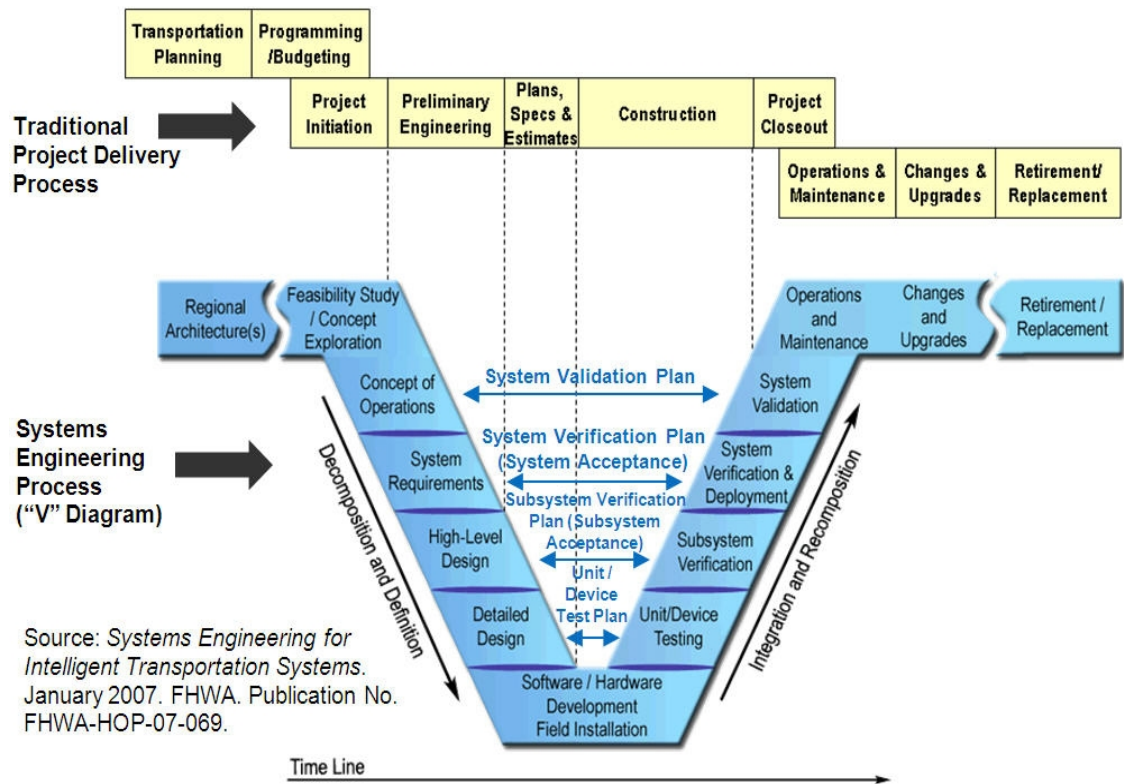 Transportation
Planning
Programming
/Budgeting
Project
Initiation
Preliminary
Engineering
Plans,
Specs &
Estimates
Construction
Project
Closeout
Traditional
Project Delivery
Process
Operations &
Maintenance
Changes &
Upgrades
Retirement/
Replacement
Regional
Architecture(s)
Feasibility Study
/ Concept
Exploration
Operations
and
Maintenance
Changes
and
Upgrades
Retirement /
Replacement
Concept of
Operations
System Validation Plan
System
Validation
Systems
Engineering
Process
(“V” Diagram)
Decomposition and Definition
System
Requirements
System Verification Plan
(System Acceptance)
System
Verification &
Deployment
Integration and Recomposition
High-Level
Design
Subsystem Verification
Plan (Subsystem
Acceptance)
Subsystem
Verification
Detailed
Design
Unit /
Device
Test Plan
Unit/Device
Testing
Software / Hardware
Development
Field Installation
Source: Systems Engineering for
Intelligent Transportation Systems.
January 2007. FHWA. Publication No.
FHWA-HOP-07-069.
Time Line